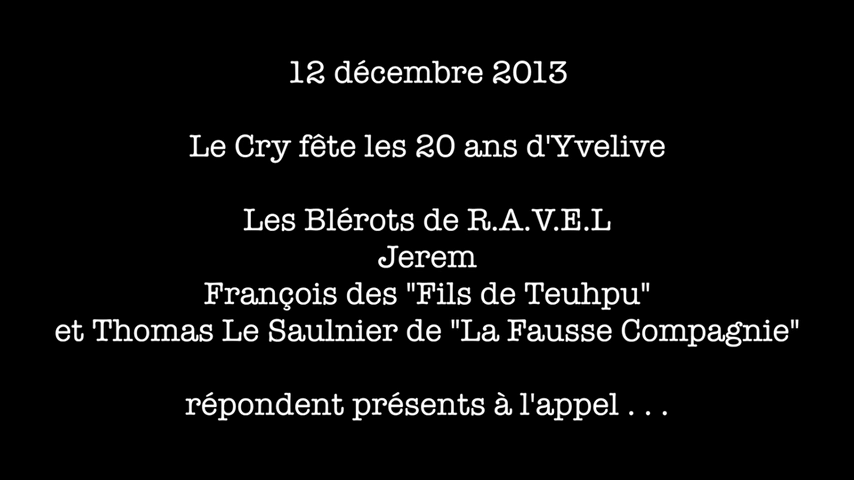 12 décembre 2013
Le Cry fête les 20 ans d'Yvelive
Les Blérots de R.A.V.E.L
Jerem
François des "Fils de Teuhpu"
et Thomas Le Saulnier de "La Fausse Compagnie"
répondent présents à l'appel . . .